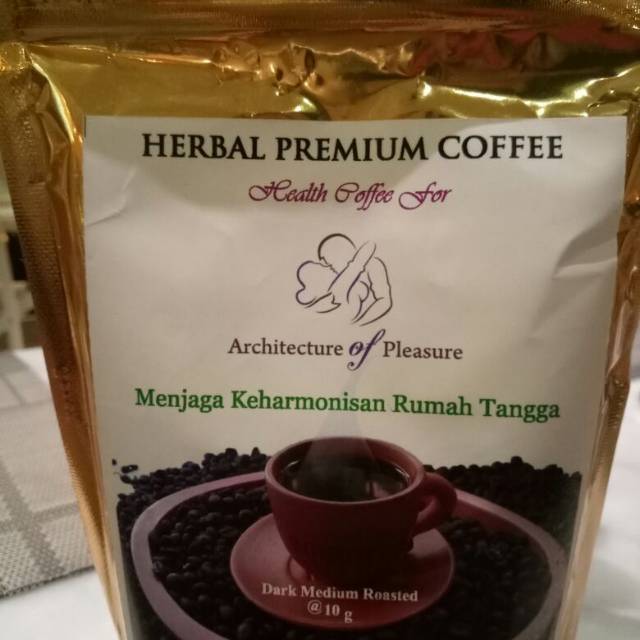 HERBAL PREMIUM COFFEE
Health Coffee For
Architecture of Pleasure
Menjaga Keharmonisan Rumah Tangga
Dark Medium Roasted
@ 10 g